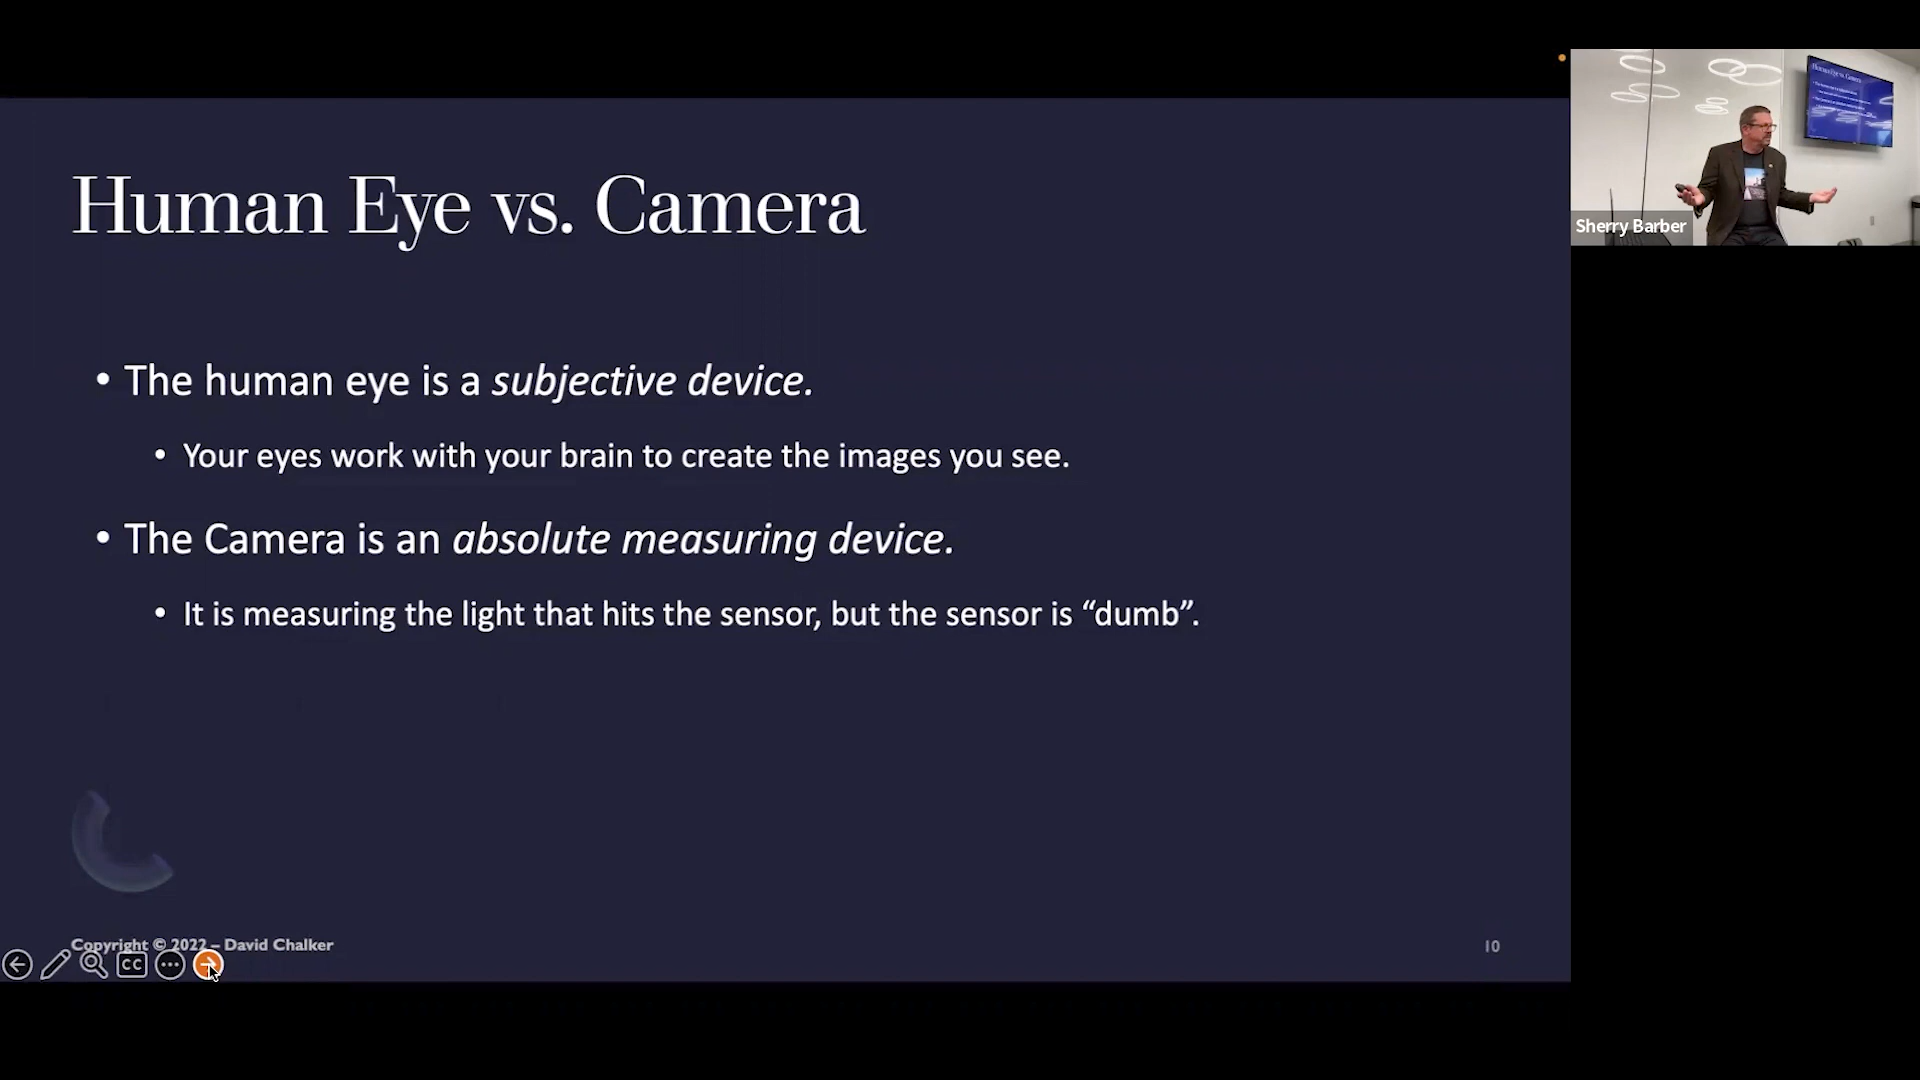 Human Eye vs. Camera
Sherry Barber
• The human eye is a subjective device.
• Your eyes work with your brain to create the images you see.
• The Camera is an absolute measuring device.
• It is measuring the light that hits the sensor, but the sensor is “dumb”.
Copyright © 2022 – David Chalker
10
CC